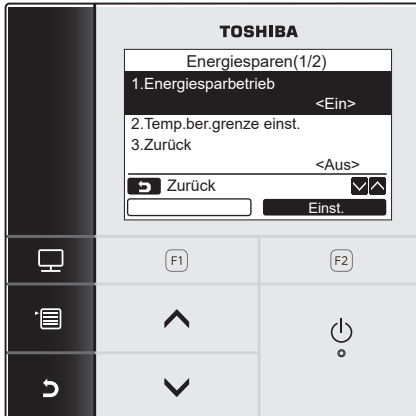 TOSHIBA
Energiesparen(1/2)
1.Energiesparbetrieb
<Ein>
2.Temp.ber.grenze einst.
3.Zurück
<Aus>
Zurück
Einst.
F1
F2